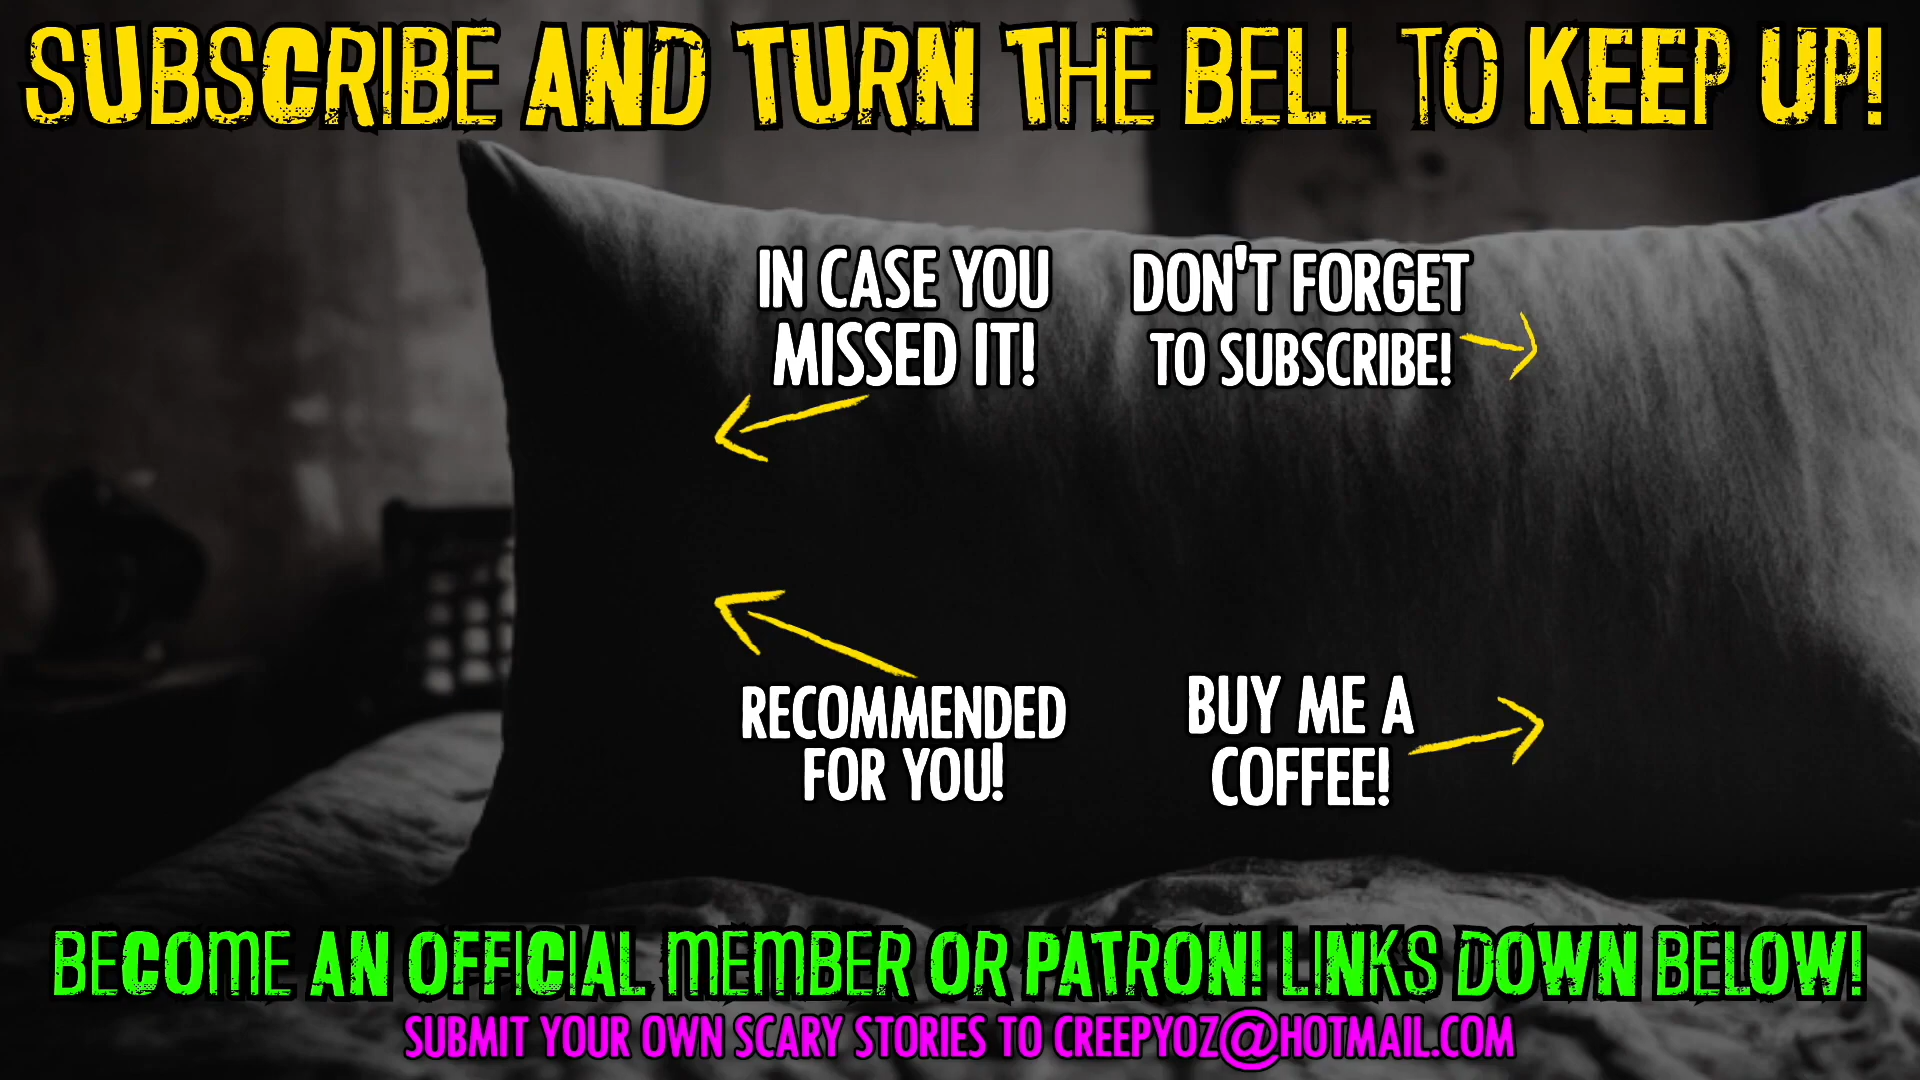 SUBSCRIBE AND TURN THE BELL TO KEEP UP!
IN CASE YOU
MISSED IT!
DON'T FORGET
TO SUBSCRIBE!
RECOMMENDED
FOR YOU!
BUY ME A
COFFEE!
BECOME AN OFFICIAL MEMBER OR PATRON! LINKS DOWN BELOW!
SUBMIT YOUR OWN SCARY STORIES TO CREEPYOZ@HOTMAIL.COM